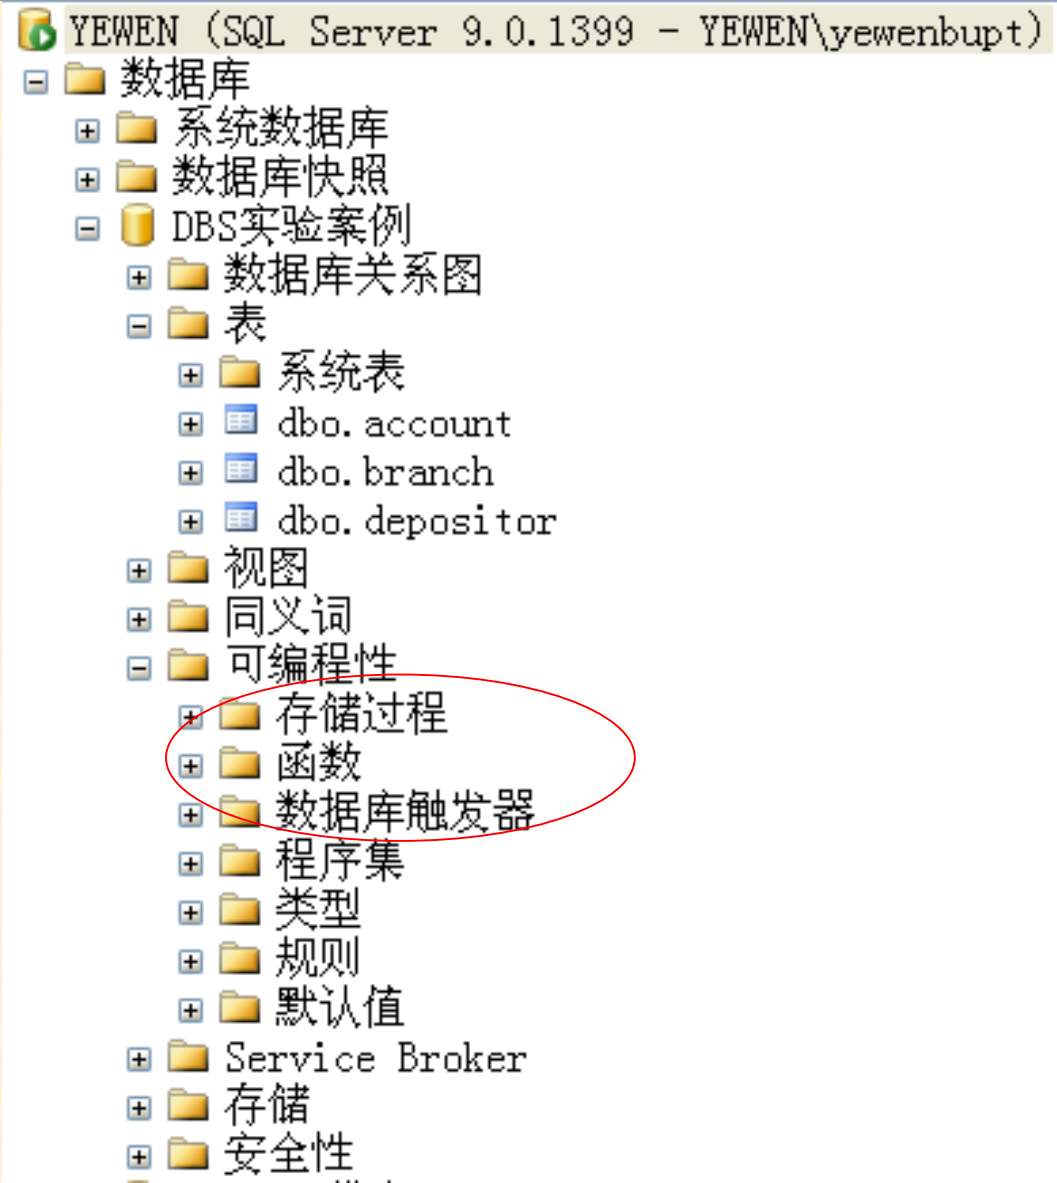 YEWEN (SQL Server 9.0.1399 - YEWEN\yewenbupt)
数据库
系统数据库
数据库快照
DBS实验案例
数据库关系图
表
系统表
dbo.account
dbo.branch
dbo.depositor
视图
同义词
可编程性
存储过程
函数
数据库触发器
程序集
类型
规则
默认值
Service Broker
存储
安全性